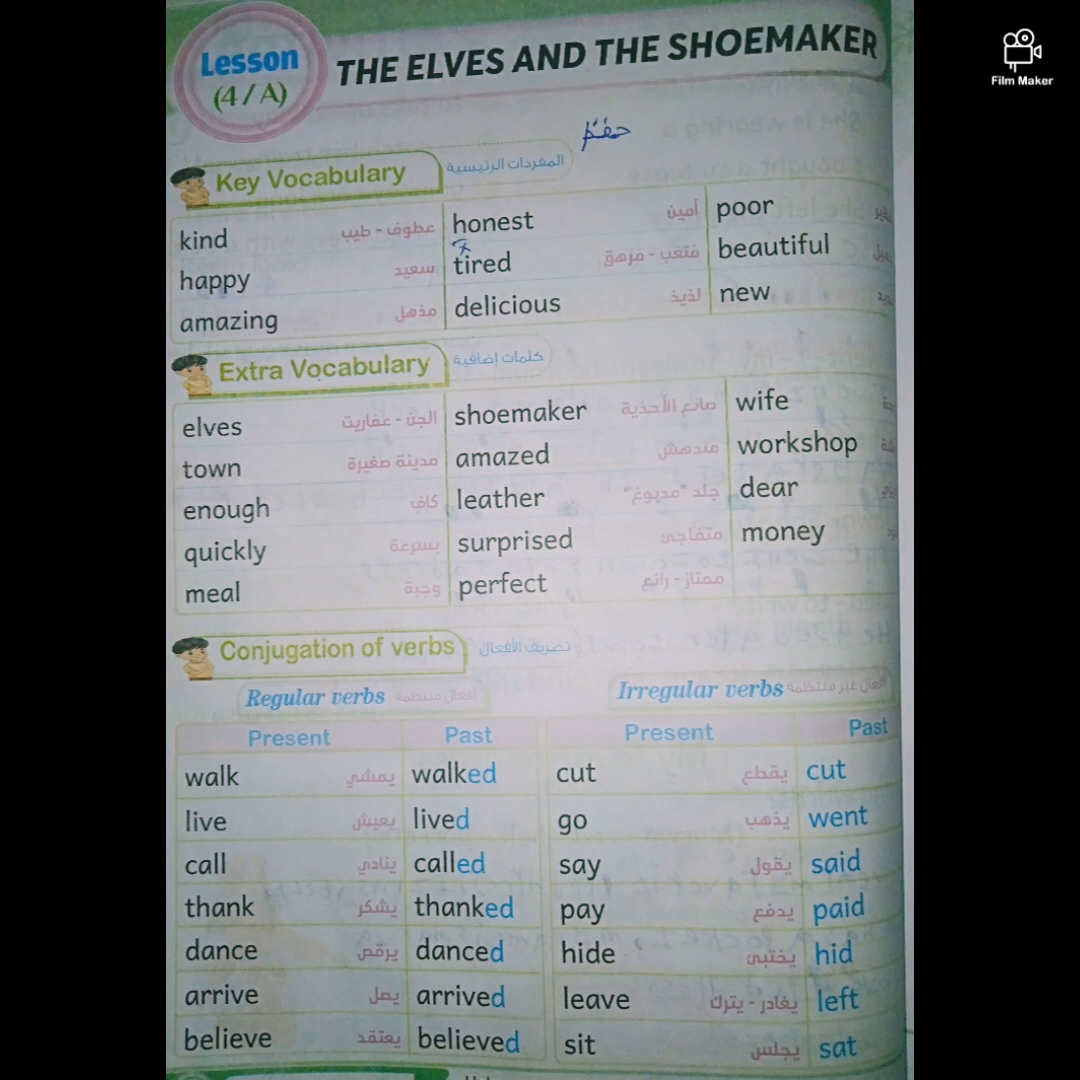 Film Maker
Lesson
(4/A)
THE ELVES AND THE SHOEMAKER
Key Vocabulary المفردات الرئيسية
kind عطوف - طيب honest أمين poor
happy سعيد tired متعب - مرهق beautiful
amazing مذهل delicious لذيذ new
Extra Vocabulary كلمات إضافية
elves الجن - عفاريت shoemaker صانع الأحذية wife
town مدينة صغيرة amazed مندهش workshop
enough كافٍ leather جلد "مدبوغ" dear
quickly بسرعة surprised متفاجئ money
meal وجبة perfect ممتاز - رائع
Conjugation of verbs تصريف الأفعال
Regular verbs أفعال منتظمة Irregular verbs أفعال غير منتظمة
Present Past Present Past
walk يمشي walked cut يقطع cut
live يعيش lived go يذهب went
call ينادي called say يقول said
thank يشكر thanked pay يدفع paid
dance يرقص danced hide يختبئ hid
arrive يصل arrived leave يغادر - يترك left
believe يعتقد believed sit يجلس sat